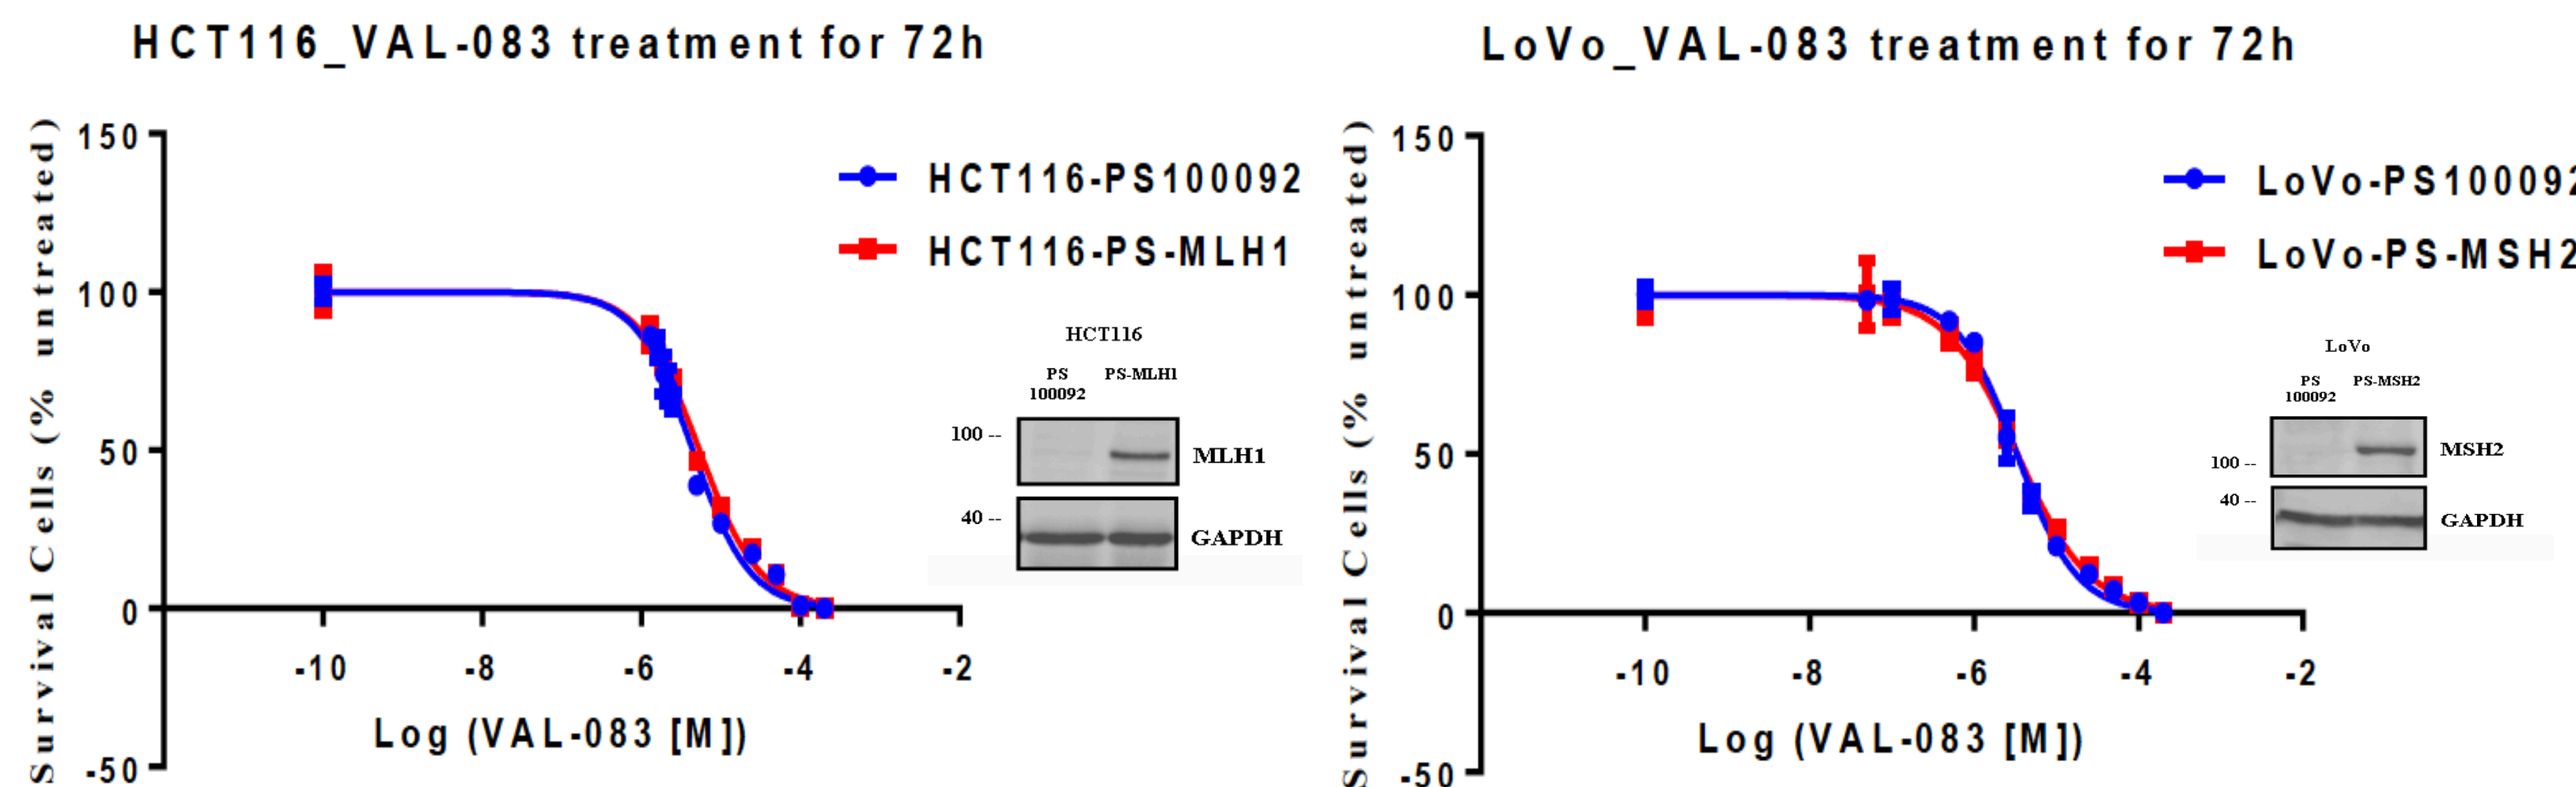 HCT116_VAL-083 treatment for 72h
Survival Cells (% untreated)
150
100
50
0
-50
-10
-8
-6
-4
-2
Log (VAL-083 [M])
HCT116-PS100092
HCT116-PS-MLH1
HCT116
PS
100092
PS-MLH1
100 --
MLH1
40 --
GAPDH
LoVo_VAL-083 treatment for 72h
Survival Cells (% untreated)
150
100
50
0
-50
-10
-8
-6
-4
-2
Log (VAL-083 [M])
LoVo-PS100092
LoVo-PS-MSH2
LoVo
PS
100092
PS-MSH2
100 --
MSH2
40 --
GAPDH